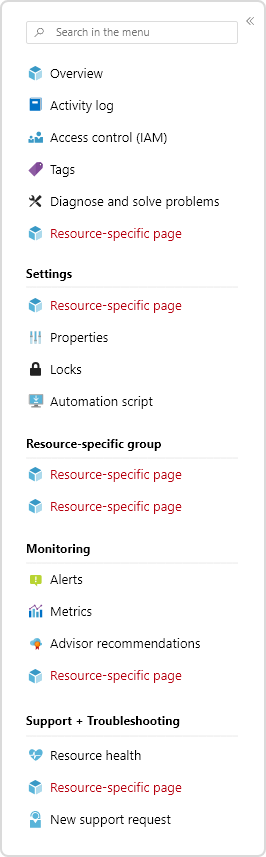 Search in the menu
Overview
Activity log
Access control (IAM)
Tags
Diagnose and solve problems
Resource-specific page
Settings
Resource-specific page
Properties
Locks
Automation script
Resource-specific group
Resource-specific page
Resource-specific page
Monitoring
Alerts
Metrics
Advisor recommendations
Resource-specific page
Support + Troubleshooting
Resource health
Resource-specific page
New support request